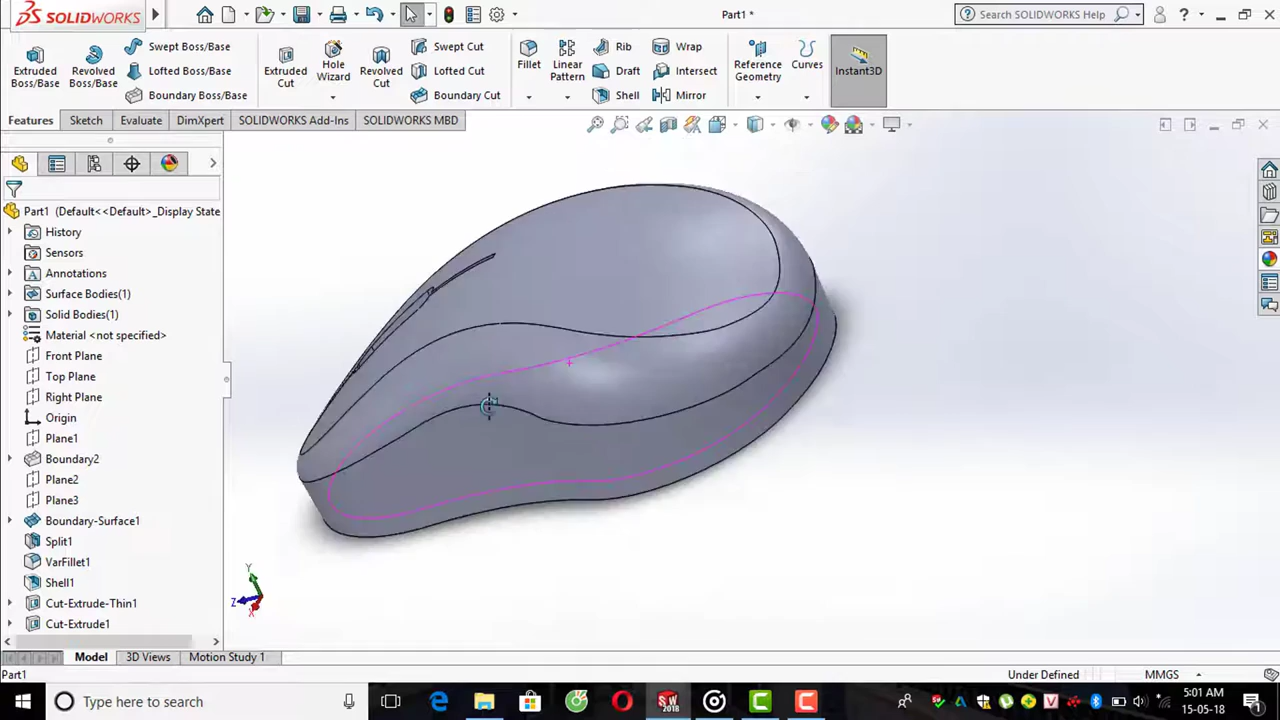 SOLIDWORKS
Part1 *
Search SOLIDWORKS Help
?
Extruded Boss/Base
Revolved Boss/Base
Swept Boss/Base
Lofted Boss/Base
Boundary Boss/Base
Extruded Cut
Hole Wizard
Revolved Cut
Swept Cut
Lofted Cut
Boundary Cut
Fillet
Linear Pattern
Rib
Draft
Shell
Wrap
Intersect
Mirror
Reference Geometry
Curves
Instant3D
Features
Sketch
Evaluate
DimXpert
SOLIDWORKS Add-Ins
SOLIDWORKS MBD
Part1 (Default<<Default>_Display State
History
Sensors
Annotations
Surface Bodies(1)
Solid Bodies(1)
Material <not specified>
Front Plane
Top Plane
Right Plane
Origin
Plane1
Boundary2
Plane2
Plane3
Boundary-Surface1
Split1
VarFillet1
Shell1
Cut-Extrude-Thin1
Cut-Extrude1
Y
Z
X
Model
3D Views
Motion Study 1
Part1
Under Defined
MMGS
Type here to search
SW
2018
5:01 AM
15-05-18